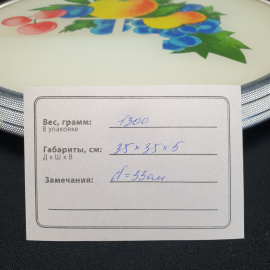 Вес, грамм: 1300
В упаковке
Габариты, см: 35 × 35 × 5
Д x Ш x В
Замечания: d = 33см